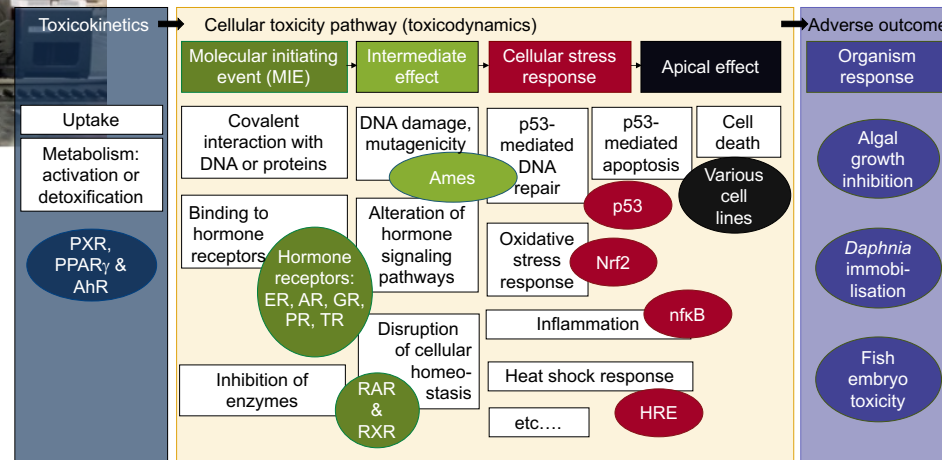 Toxicokinetics
Cellular toxicity pathway (toxicodynamics)
Adverse outcome
Molecular initiating
event (MIE)
Intermediate
effect
Cellular stress
response
Apical effect
Organism
response
Uptake
Metabolism:
activation or
detoxification
PXR,
PPARγ &
AhR
Covalent
interaction with
DNA or proteins
Binding to
hormone
receptors
Hormone
receptors:
ER, AR, GR,
PR, TR
Inhibition of
enzymes
DNA damage,
mutagenicity
Ames
Alteration of
hormone
signaling
pathways
Disruption
of cellular
homeo-
stasis
RAR
&
RXR
p53-
mediated
DNA
repair
p53-
mediated
apoptosis
p53
Oxidative
stress
response
Nrf2
Inflammation
nfκB
Heat shock response
HRE
etc....
Cell
death
Various
cell
lines
Algal
growth
inhibition
Daphnia
immobi-
lisation
Fish
embryo
toxicity